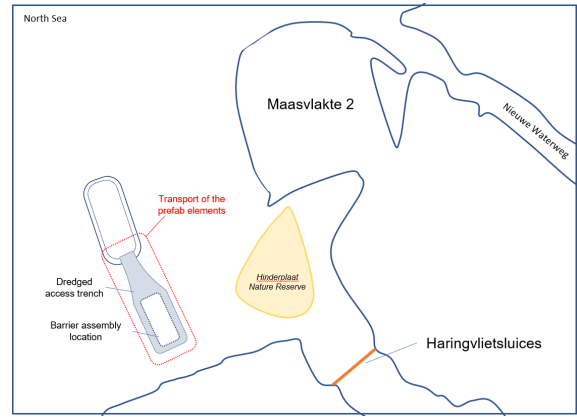 North Sea
Maasvlakte 2
Nieuwe Waterweg
Transport of the
prefab elements
Hinderplaat
Nature Reserve
Dredged
access trench
Barrier assembly
location
Haringvlietsluices